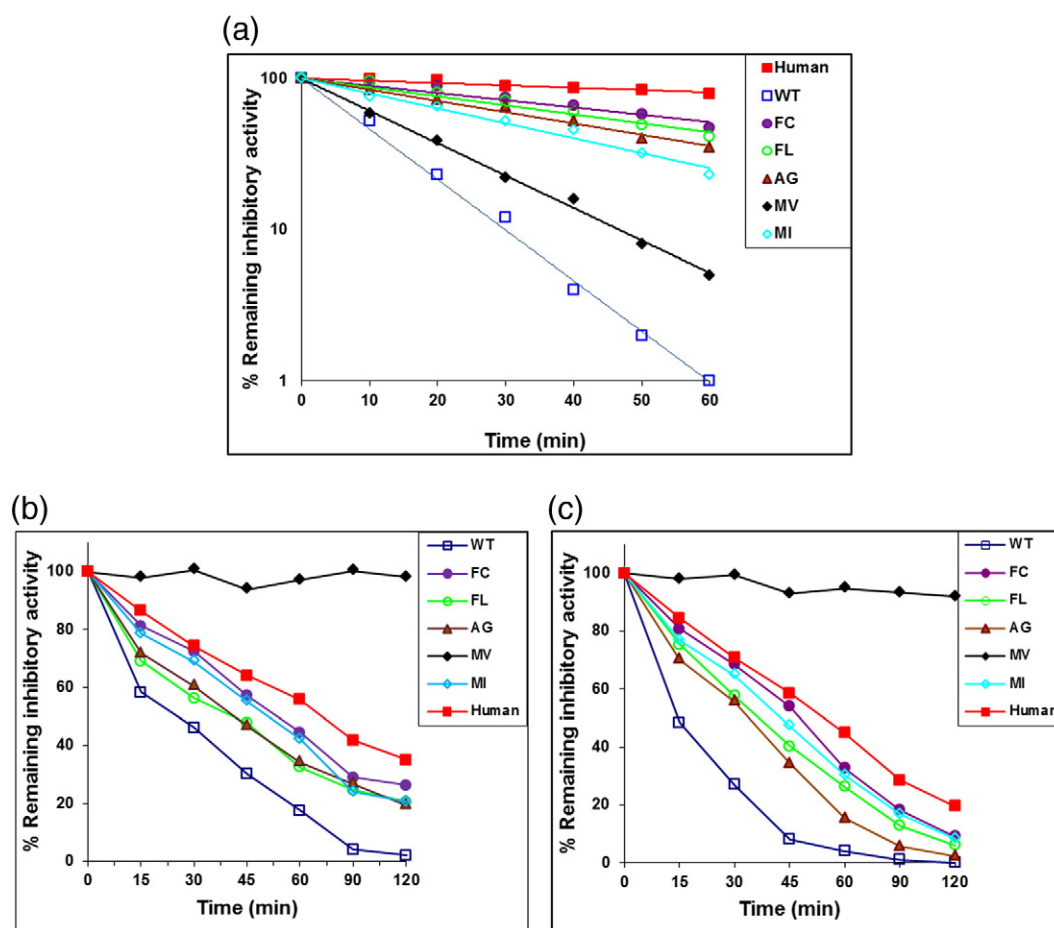 (a)
% Remaining inhibitory activity
100
10
1
0 10 20 30 40 50 60
Time (min)
Human
WT
FC
FL
AG
MV
MI
(b)
% Remaining inhibitory activity
100
80
60
40
20
0
0 15 30 45 60 90 120
Time (min)
WT
FC
FL
AG
MV
MI
Human
(c)
% Remaining inhibitory activity
100
80
60
40
20
0
0 15 30 45 60 90 120
Time (min)
WT
FC
FL
AG
MV
MI
Human